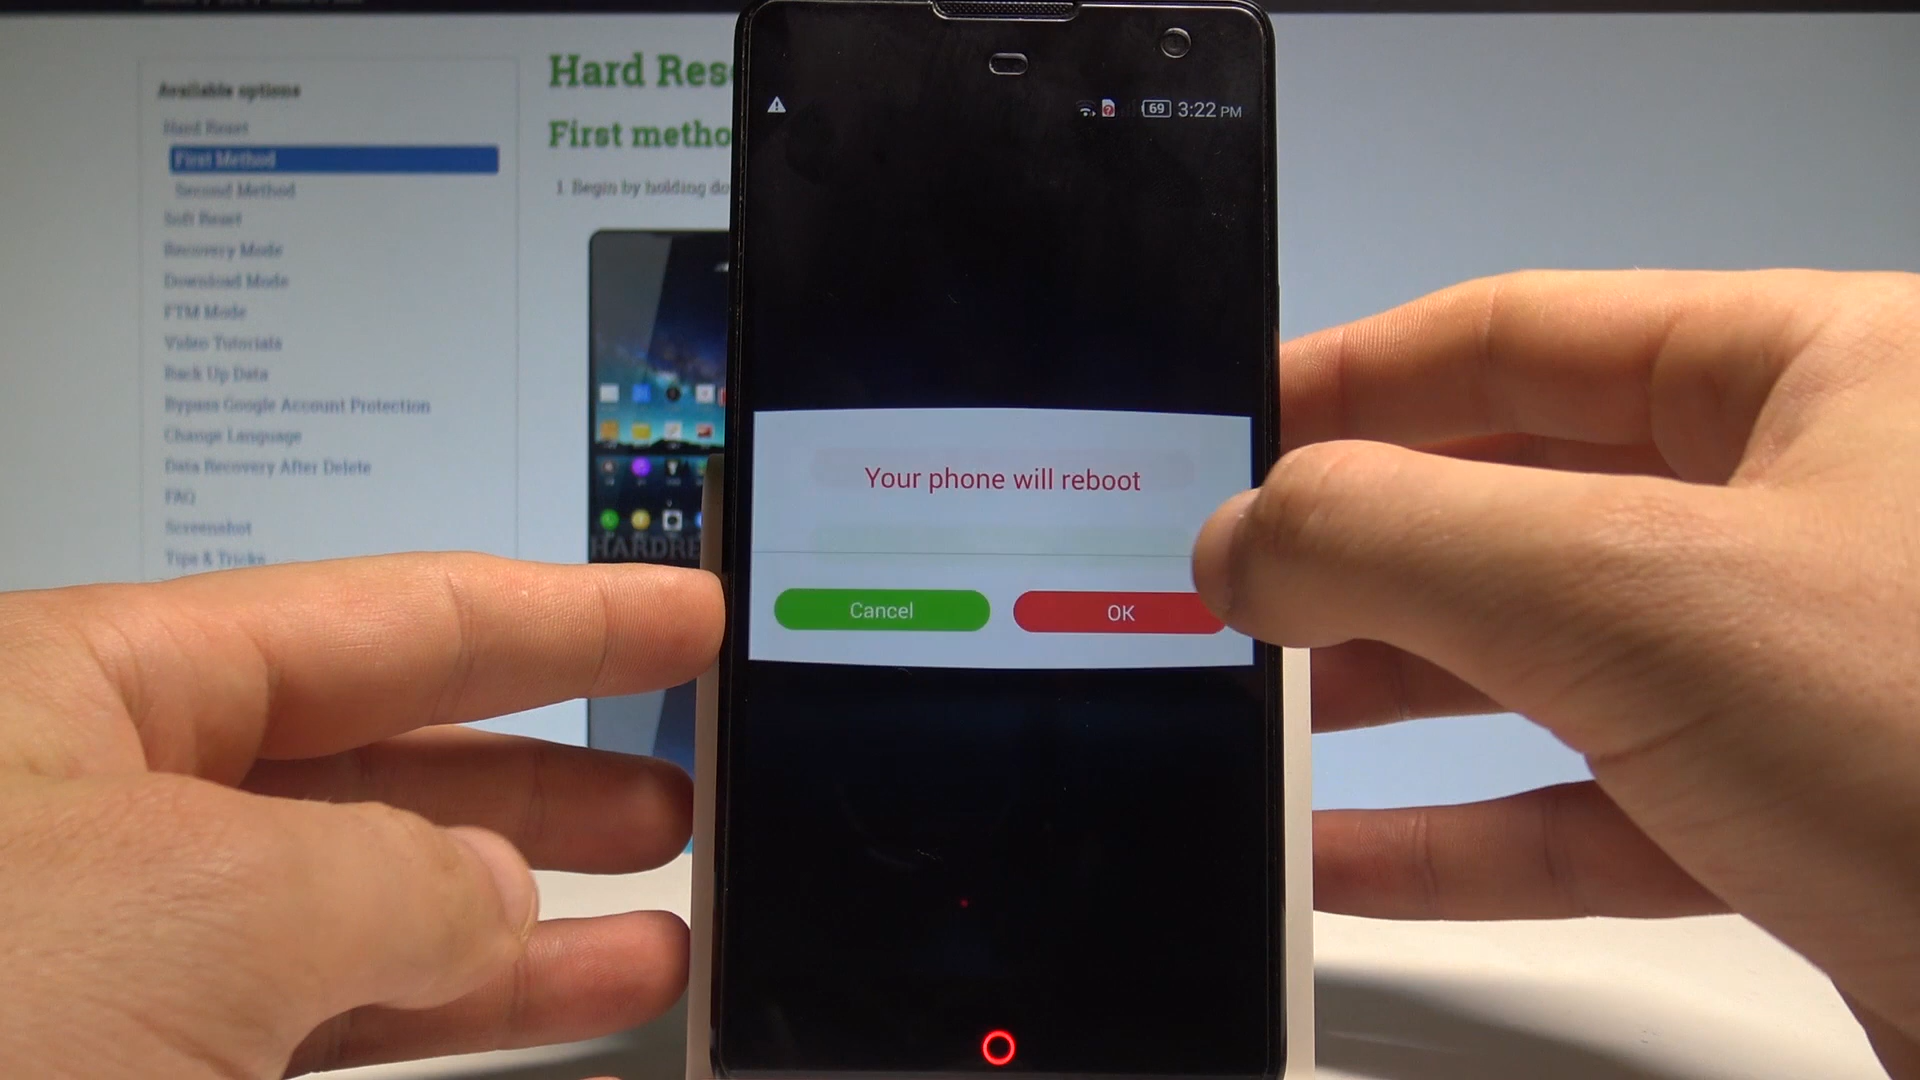 Available options
Hard Reset
First Method
Second Method
Soft Reset
Recovery Mode
Download Mode
FTM Mode
Video Tutorials
Back Up Data
Bypass Google Account Protection
Change Language
Data Recovery After Delete
FAQ
Screenshot
Tips & Tricks
Hard Res
First metho
1. Begin by holding do
HARDRE
69 3:22 PM
Your phone will reboot
Cancel
OK